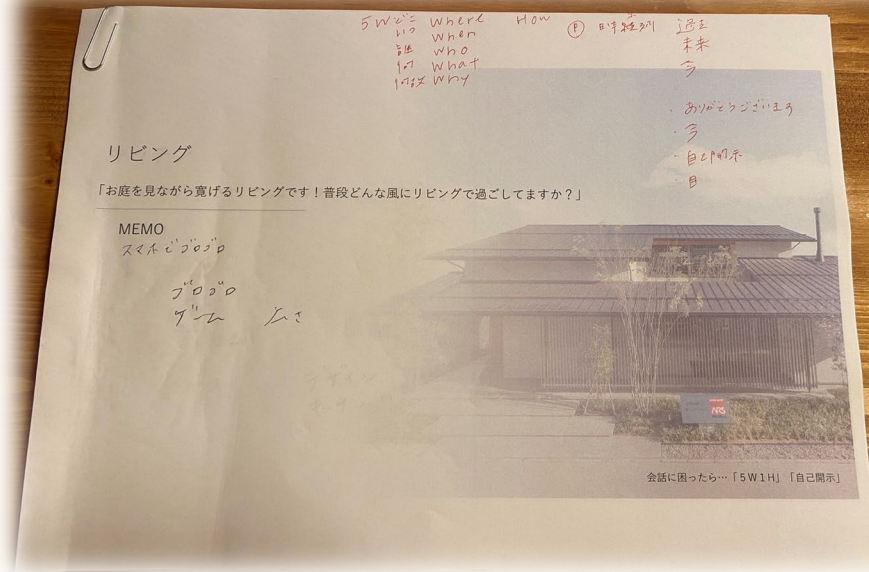 5W どこ Where How
いつ When
誰 Who
何 What
何故 Why
Ⓟ 時系列 過去
未来
今
・ありがとうございます
・今
・自己開示
・目
リビング
「お庭を見ながら寛げるリビングです！普段どんな風にリビングで過ごしてますか？」
MEMO
スマホでゴロゴロ
ゴロゴロ
ゲーム 広さ
会話に困ったら…「5W1H」「自己開示」